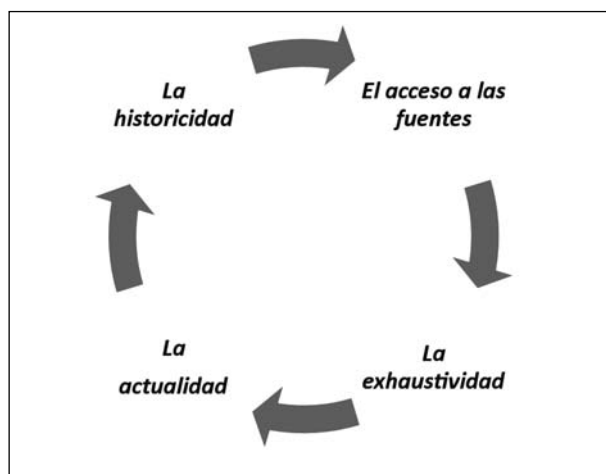 La
historicidad
El acceso a las
fuentes
La
exhaustividad
La
actualidad